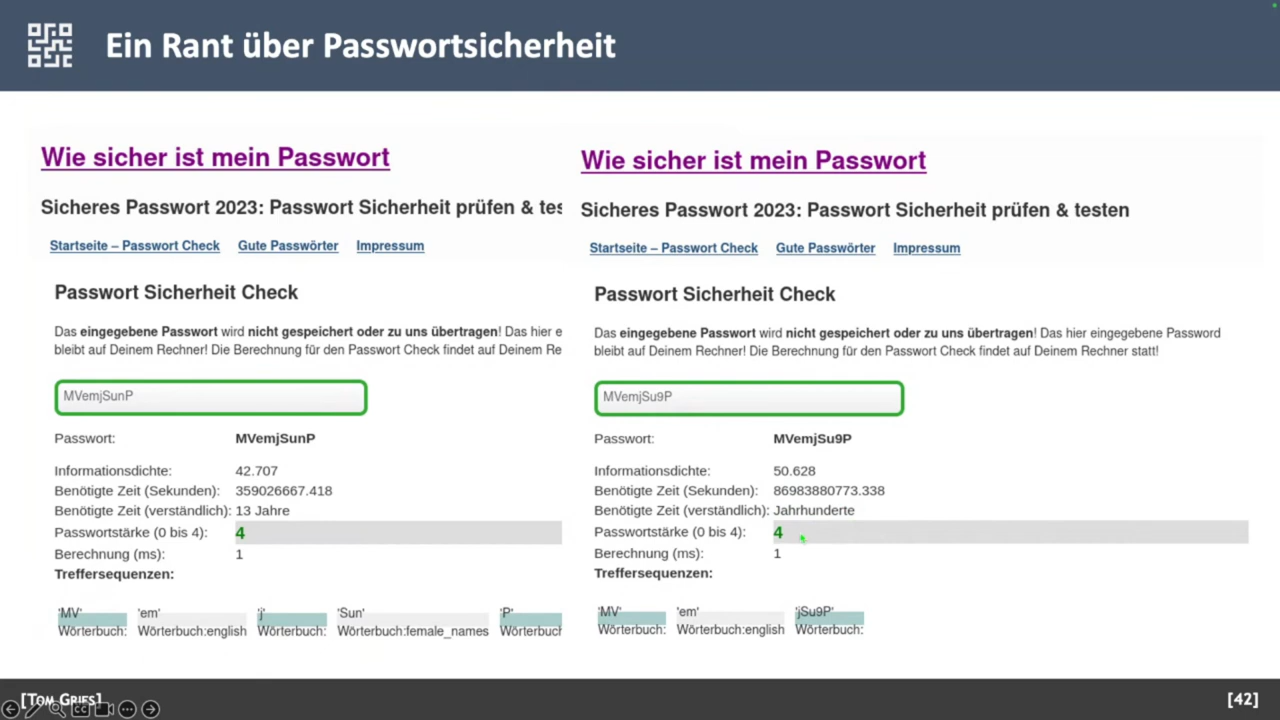 Ein Rant über Passwortsicherheit
Wie sicher ist mein Passwort
Sicheres Passwort 2023: Passwort Sicherheit prüfen & tes
Startseite – Passwort Check Gute Passwörter Impressum
Passwort Sicherheit Check
Das eingegebene Passwort wird nicht gespeichert oder zu uns übertragen! Das hier e
bleibt auf Deinem Rechner! Die Berechnung für den Passwort Check findet auf Deinem Re
MVemjSunP
Passwort: MVemjSunP
Informationsdichte: 42.707
Benötigte Zeit (Sekunden): 359026667.418
Benötigte Zeit (verständlich): 13 Jahre
Passwortstärke (0 bis 4): 4
Berechnung (ms): 1
Treffersequenzen:
'MV' 'em' 'j' 'Sun' 'P'
Wörterbuch: Wörterbuch:english Wörterbuch: Wörterbuch:female_names Wörterbuch
Wie sicher ist mein Passwort
Sicheres Passwort 2023: Passwort Sicherheit prüfen & testen
Startseite – Passwort Check Gute Passwörter Impressum
Passwort Sicherheit Check
Das eingegebene Passwort wird nicht gespeichert oder zu uns übertragen! Das hier eingegebene Password
bleibt auf Deinem Rechner! Die Berechnung für den Passwort Check findet auf Deinem Rechner statt!
MVemjSu9P
Passwort: MVemjSu9P
Informationsdichte: 50.628
Benötigte Zeit (Sekunden): 86983880773.338
Benötigte Zeit (verständlich): Jahrhunderte
Passwortstärke (0 bis 4): 4
Berechnung (ms): 1
Treffersequenzen:
'MV' 'em' 'jSu9P'
Wörterbuch: Wörterbuch:english Wörterbuch:
[Tom Gries]
[42]